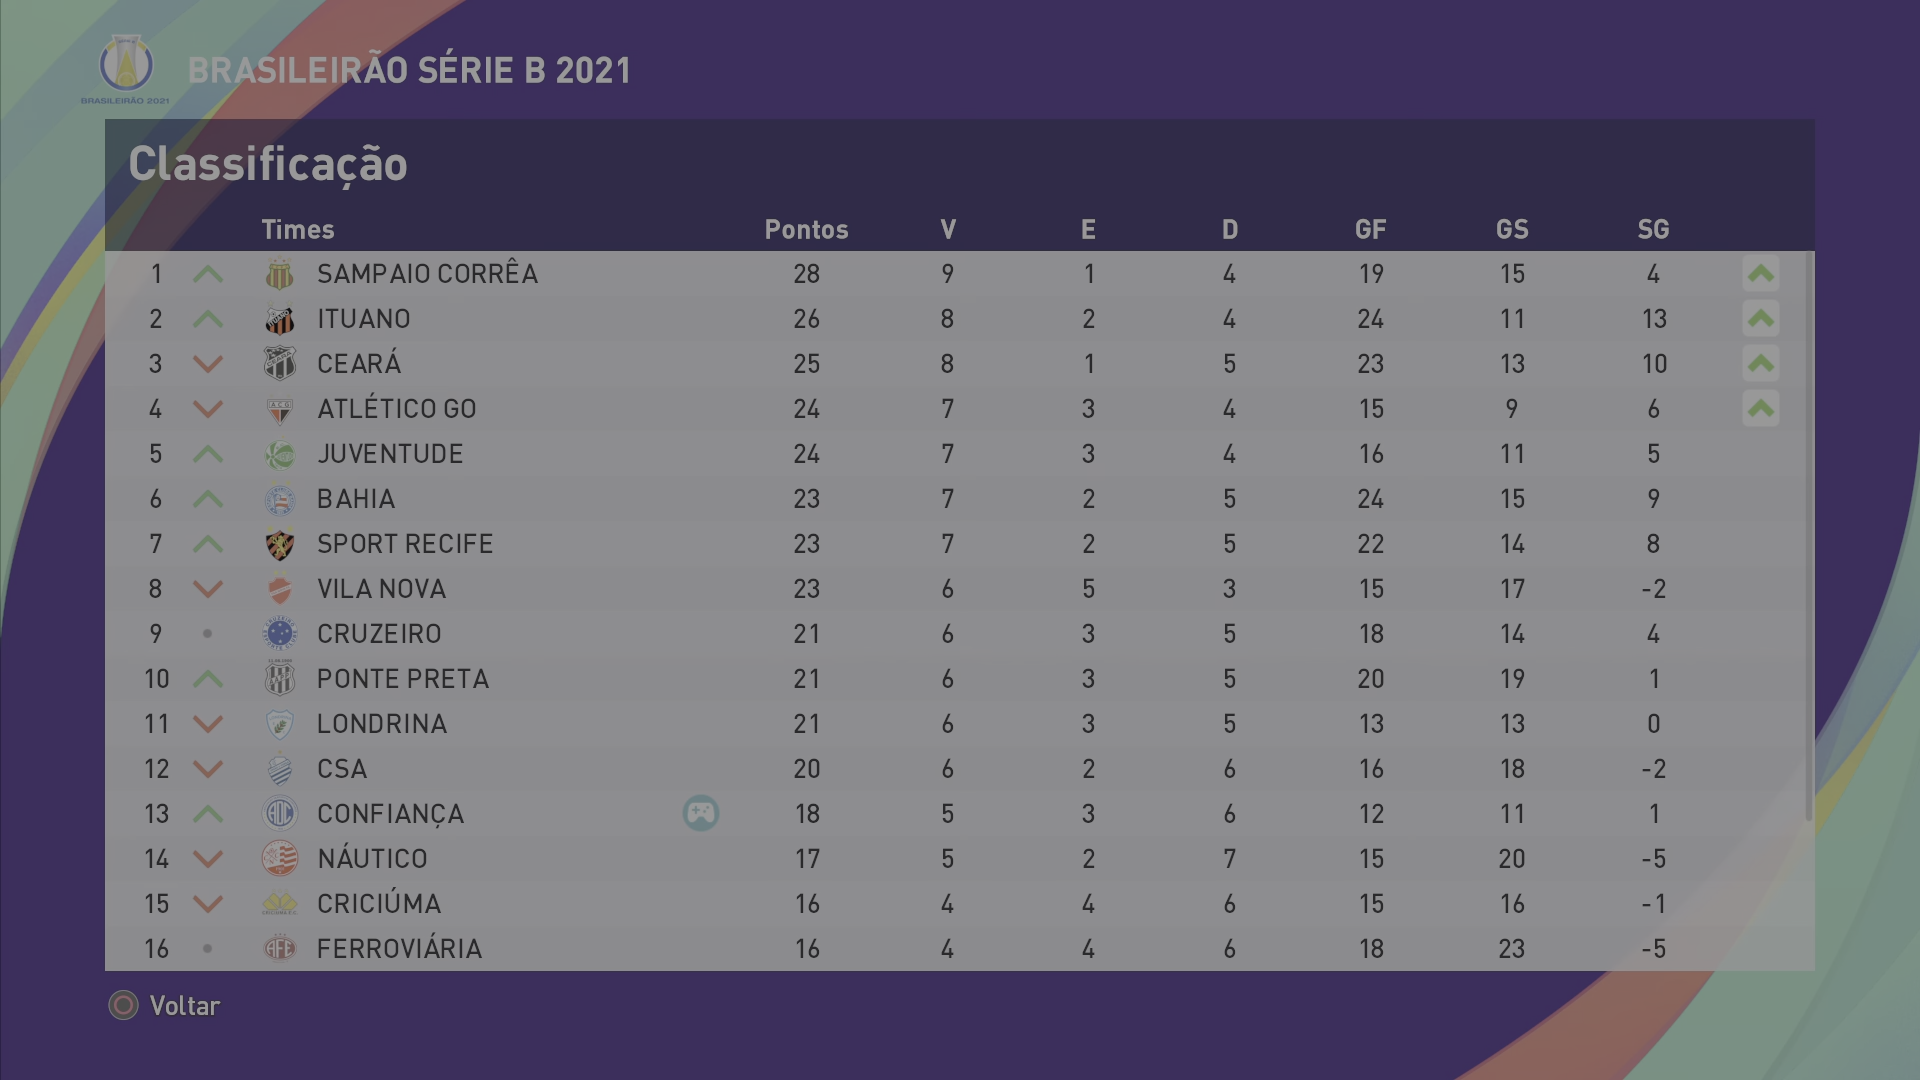 BRASILEIRÃO 2021
BRASILEIRÃO SÉRIE B 2021
Classificação
Times Pontos V E D GF GS SG
1 SAMPAIO CORRÊA 28 9 1 4 19 15 4
2 ITUANO 26 8 2 4 24 11 13
3 CEARÁ 25 8 1 5 23 13 10
4 ATLÉTICO GO 24 7 3 4 15 9 6
5 JUVENTUDE 24 7 3 4 16 11 5
6 BAHIA 23 7 2 5 24 15 9
7 SPORT RECIFE 23 7 2 5 22 14 8
8 VILA NOVA 23 6 5 3 15 17 -2
9 CRUZEIRO 21 6 3 5 18 14 4
10 PONTE PRETA 21 6 3 5 20 19 1
11 LONDRINA 21 6 3 5 13 13 0
12 CSA 20 6 2 6 16 18 -2
13 CONFIANÇA 18 5 3 6 12 11 1
14 NÁUTICO 17 5 2 7 15 20 -5
15 CRICIÚMA 16 4 4 6 15 16 -1
16 FERROVIÁRIA 16 4 4 6 18 23 -5
Voltar